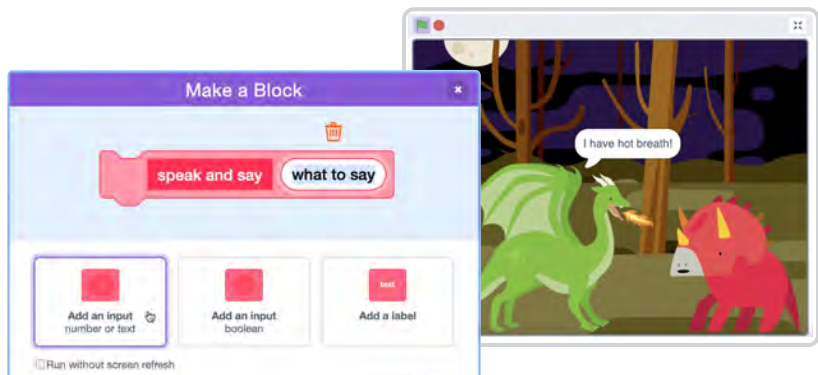 Make a Block
speak and say
what to say
Add an input
number or text
Add an input
boolean
text
Add a label
Run without screen refresh
I have hot breath!